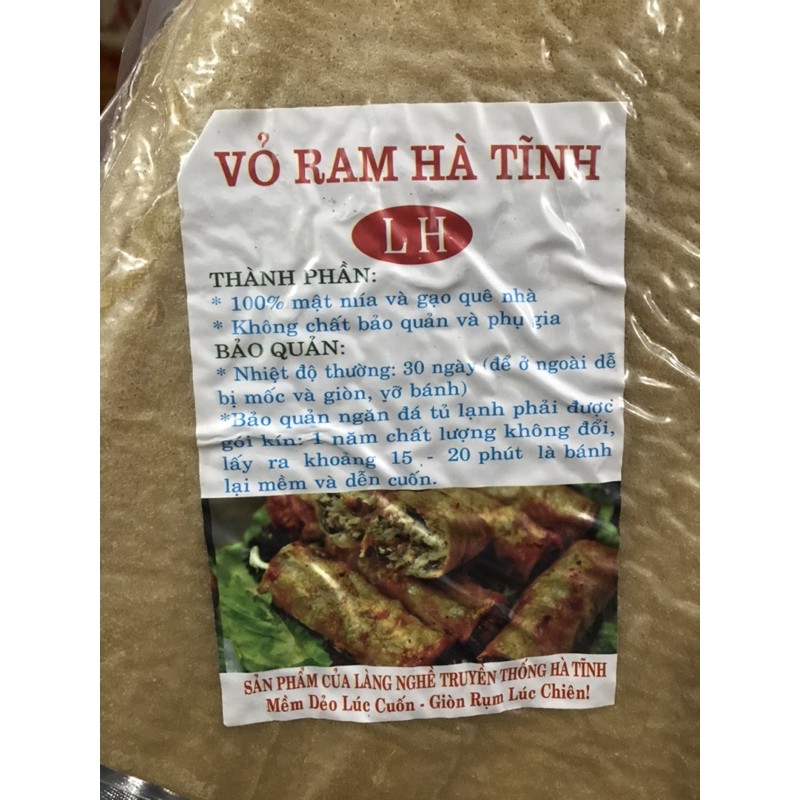 VỎ RAM HÀ TĨNH
L H
THÀNH PHẦN:
* 100% mật mía và gạo quê nhà
* Không chất bảo quản và phụ gia
BẢO QUẢN:
* Nhiệt độ thường: 30 ngày (để ở ngoài dễ
bị mốc và giòn, vỡ bánh)
*Bảo quản ngăn đá tủ lạnh phải được
gói kín: 1 năm chất lượng không đổi,
lấy ra khoảng 15 - 20 phút là bánh
lại mềm và dễn cuốn.
SẢN PHẨM CỦA LÀNG NGHỀ TRUYỀN THỐNG HÀ TĨNH
Mềm Dẻo Lúc Cuốn - Giòn Rụm Lúc Chiên!